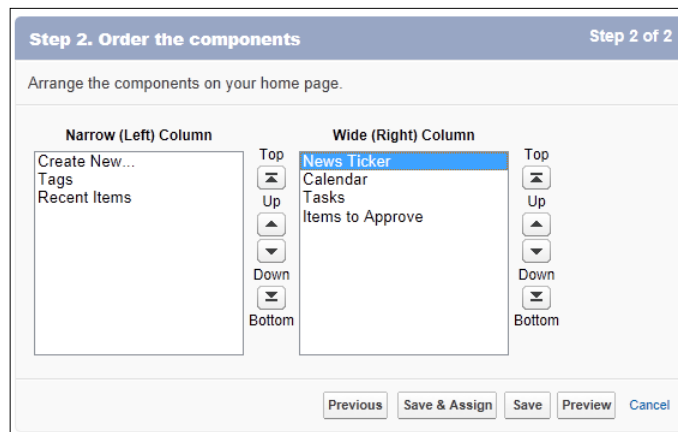 Step 2. Order the components
Step 2 of 2
Arrange the components on your home page.
Narrow (Left) Column
Create New...
Tags
Recent Items
Top
Up
Down
Bottom
Wide (Right) Column
News Ticker
Calendar
Tasks
Items to Approve
Top
Up
Down
Bottom
Previous
Save & Assign
Save
Preview
Cancel